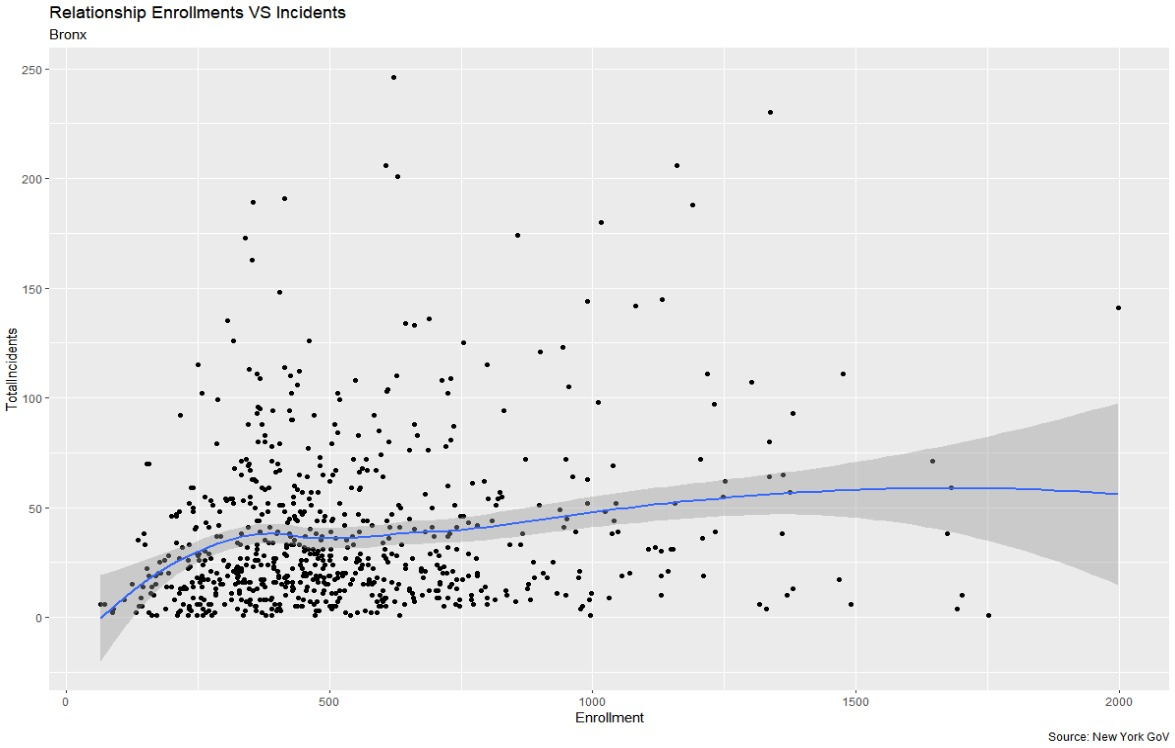 Relationship Enrollments VS Incidents
Bronx
250
200
150
100
50
0
TotalIncidents
0 500 1000 1500 2000
Enrollment
Source: New York GoV